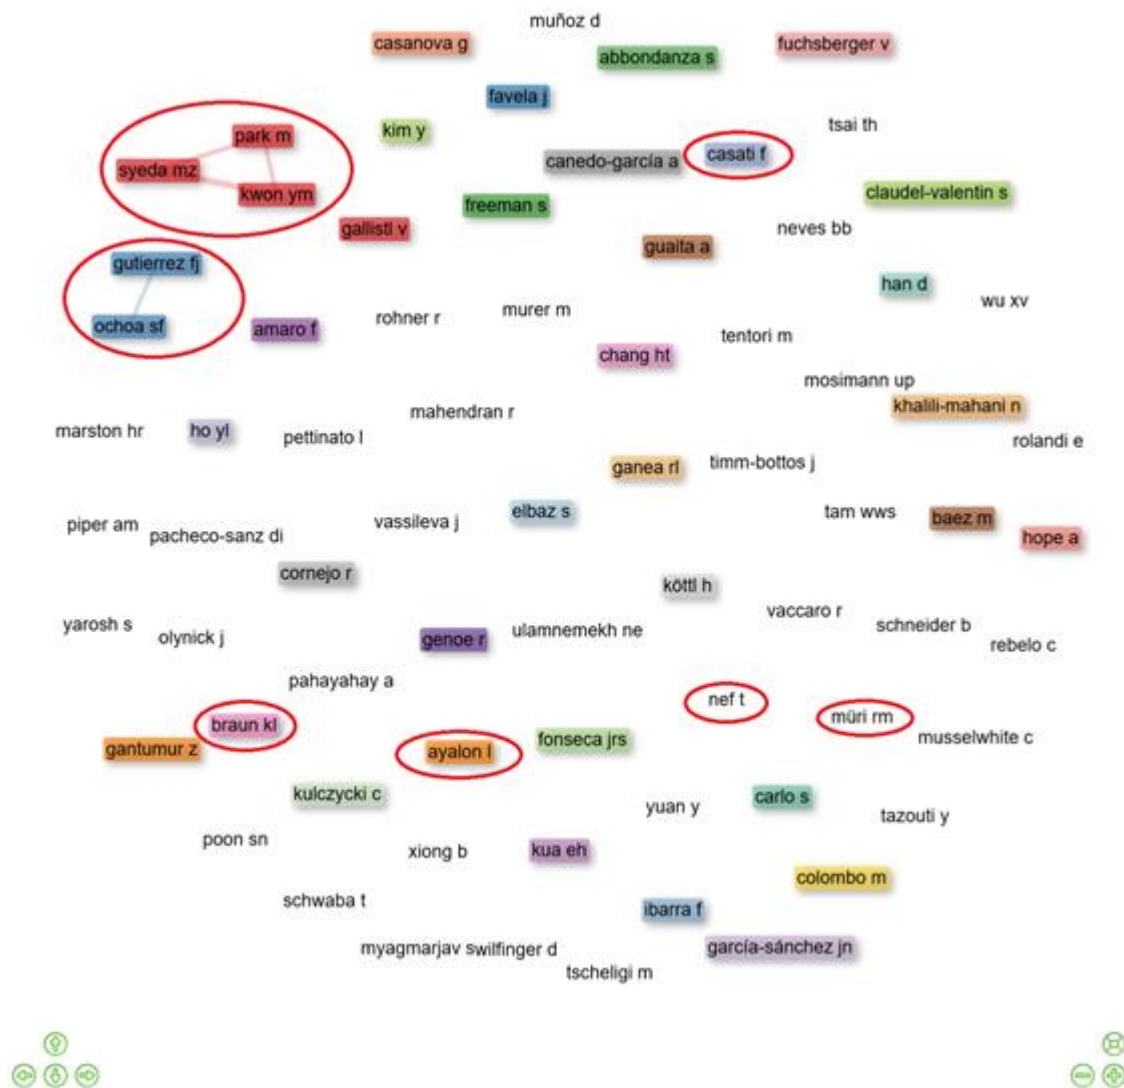 muñoz d
casanova g
fuchsberger v
abbondanza s
favela j
tsai th
kim y
park m
casati f
canedo-garcía a
syeda mz
kwon ym
claudel-valentin s
freeman s
gallistl v
neves bb
guaita a
gutierrez fj
han d
wu xv
murer m
rohner r
ochoa sf
amaro f
tentori m
chang ht
mosimann up
khalili-mahani n
mahendran r
marston hr
ho yl
pettinato l
rolandi e
timm-bottos j
ganea rl
elbaz s
tam wws
vassileva j
piper am
baez m
pacheco-sanz di
hope a
cornejo r
köttl h
vaccaro r
yarosh s
schneider b
ulamnemekh ne
olynick j
genoe r
rebelo c
pahayahay a
nef t
müri rm
braun kl
musselwhite c
fonseca jrs
gantumur z
ayalon l
kulczycki c
carlo s
yuan y
tazouti y
poon sn
xiong b
kua eh
colombo m
schwaba t
ibarra f
myagmarjav s
wilfinger d
garcía-sánchez jn
tscheligi m